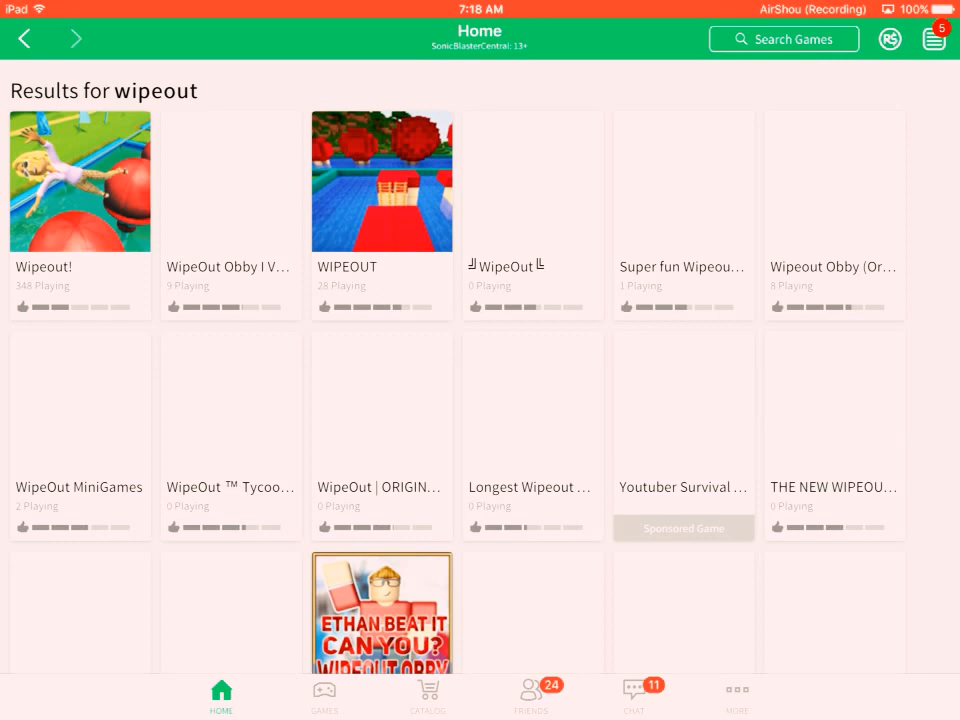 iPad 7:18 AM AirShou (Recording) 100%
Home
SonicBlasterCentral: 13+
Search Games
R$
5
Results for wipeout
Wipeout! WipeOut Obby I V... WIPEOUT ╝WipeOut╚ Super fun Wipeou... Wipeout Obby (Or...
348 Playing 9 Playing 28 Playing 0 Playing 1 Playing 8 Playing
WipeOut MiniGames WipeOut ™ Tycoo... WipeOut | ORIGIN... Longest Wipeout ... Youtuber Survival ... THE NEW WIPEOU...
2 Playing 0 Playing 0 Playing 0 Playing 0 Playing
Sponsored Game
ETHAN BEAT IT
CAN YOU?
WIPEOUT OBBY
24 11
HOME GAMES CATALOG FRIENDS CHAT MORE